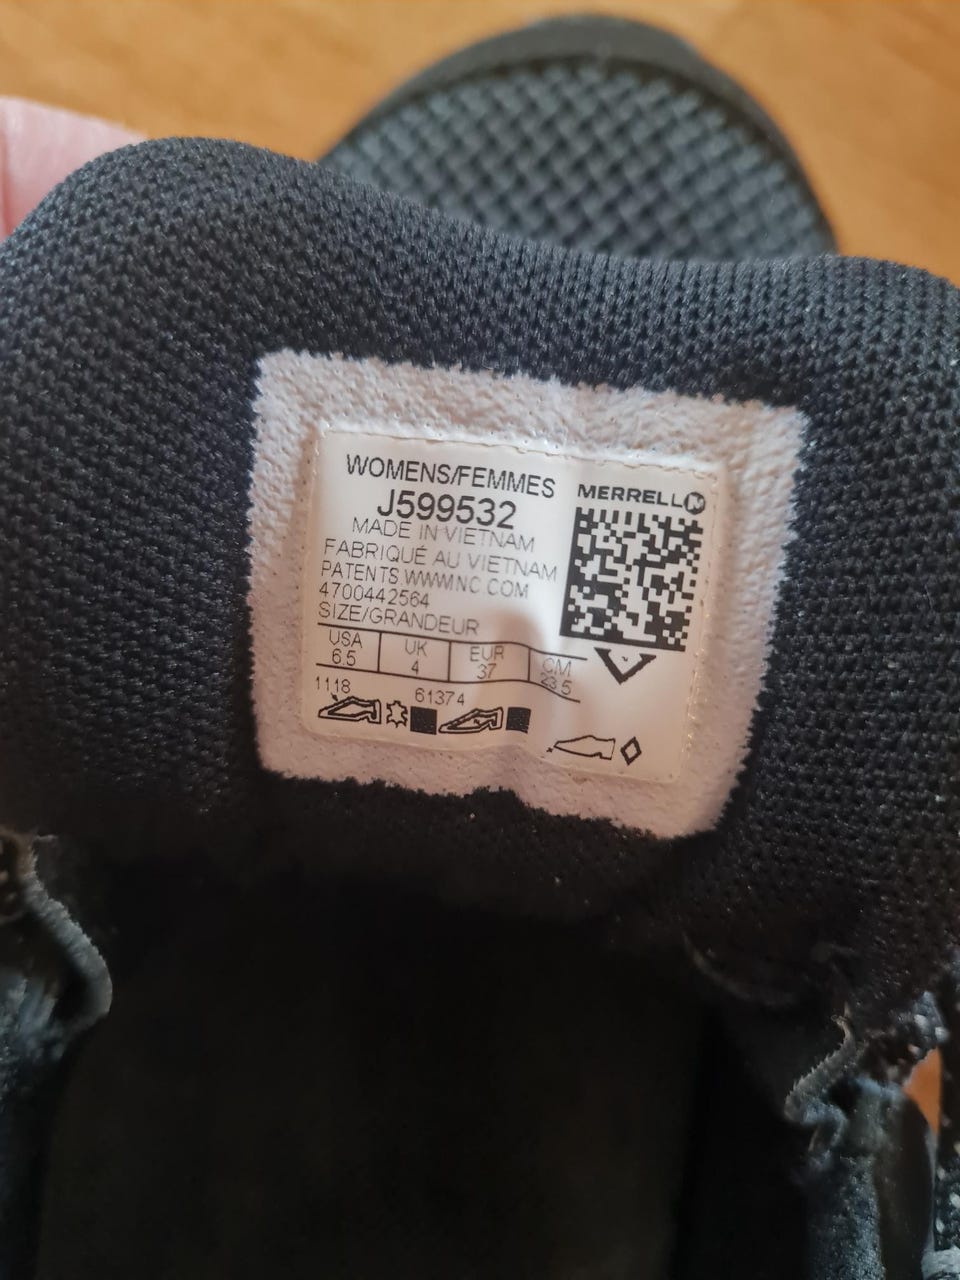 WOMENS/FEMMES
J599532
MADE IN VIETNAM
FABRIQUÉ AU VIETNAM
PATENTS.WWWINC.COM
4700442564
SIZE/GRANDEUR
USA UK EUR CM
6.5 4 37 23.5
1118 61374
MERRELL